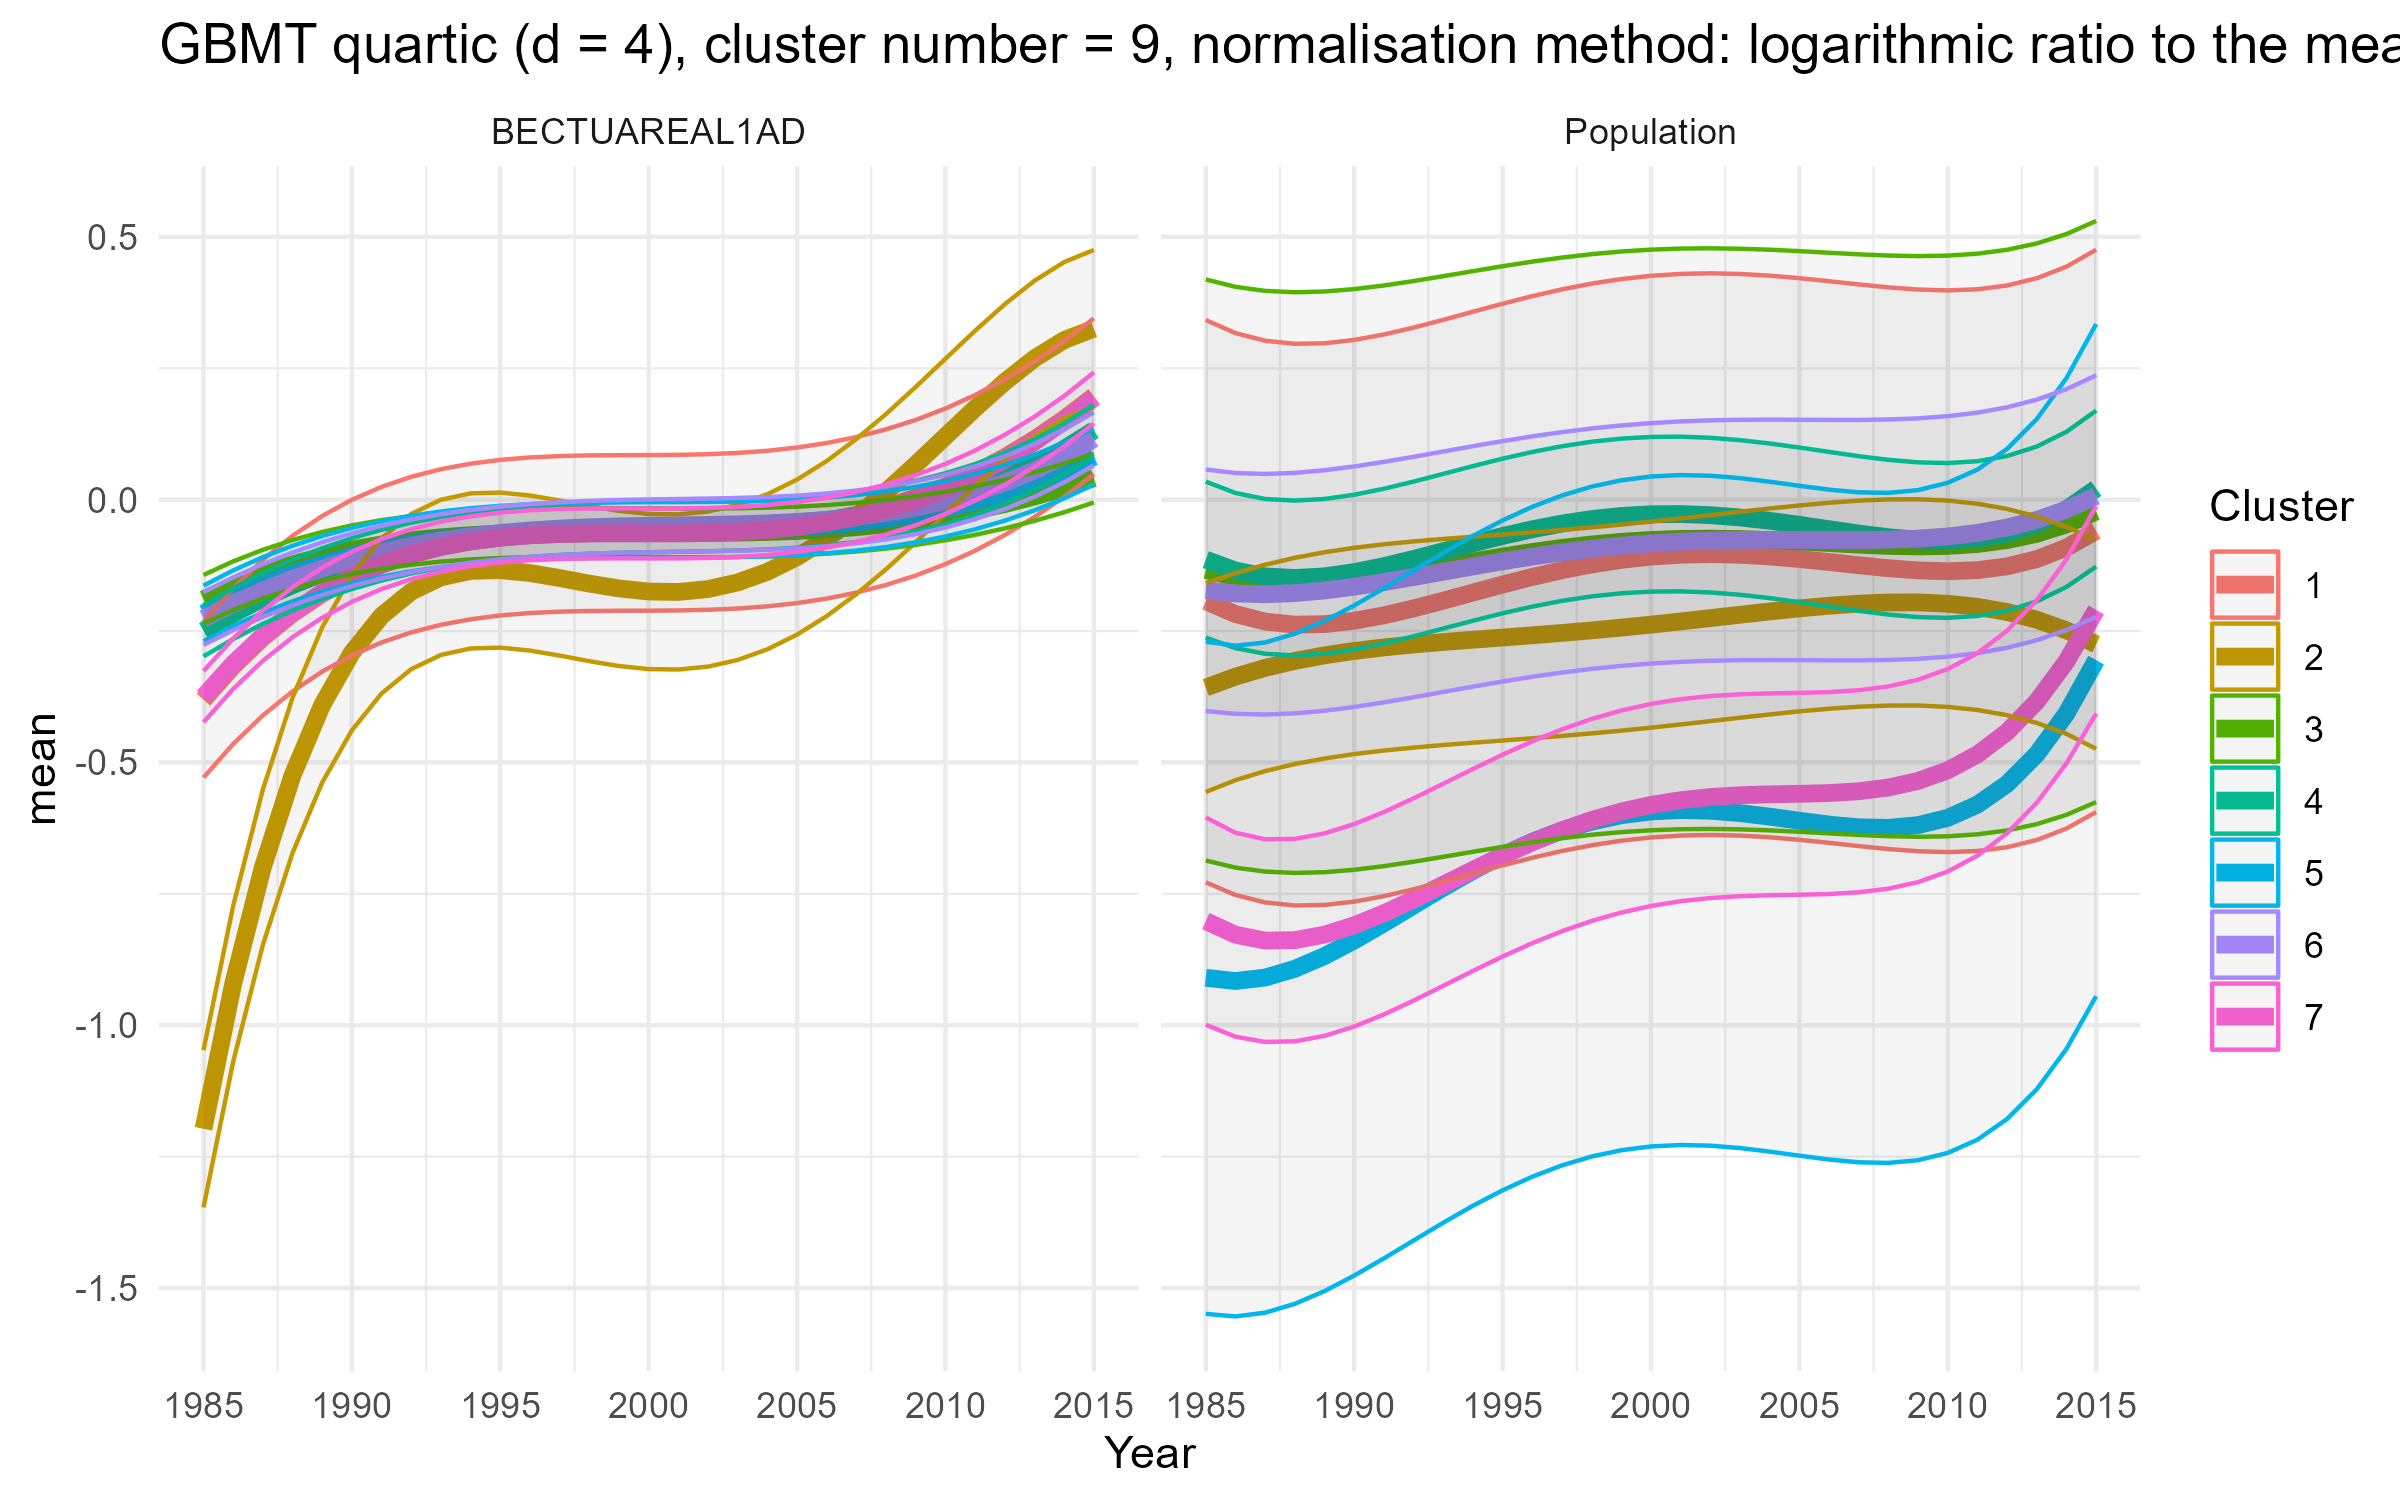 GBMT quartic (d = 4), cluster number = 9, normalisation method: logarithmic ratio to the mea
BECTUAREAL1AD
Population
0.5
0.0
-0.5
-1.0
-1.5
mean
1985 1990 1995 2000 2005 2010 2015
1985 1990 1995 2000 2005 2010 2015
Year
Cluster
1
2
3
4
5
6
7